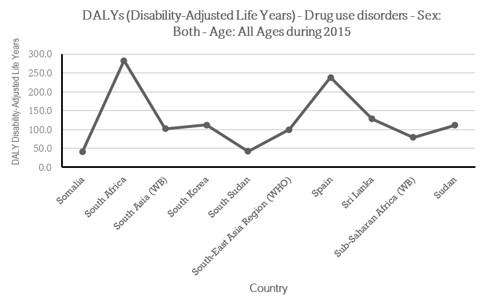 DALYs (Disability-Adjusted Life Years) - Drug use disorders - Sex:
Both - Age: All Ages during 2015
DALY Disability-Adjusted Life Years
300.0
250.0
200.0
150.0
100.0
50.0
0.0
Somalia
South Africa
South Asia (WB)
South Korea
South Sudan
South-East Asia Region (WHO)
Spain
Sri Lanka
Sub-Saharan Africa (WB)
Sudan
Country